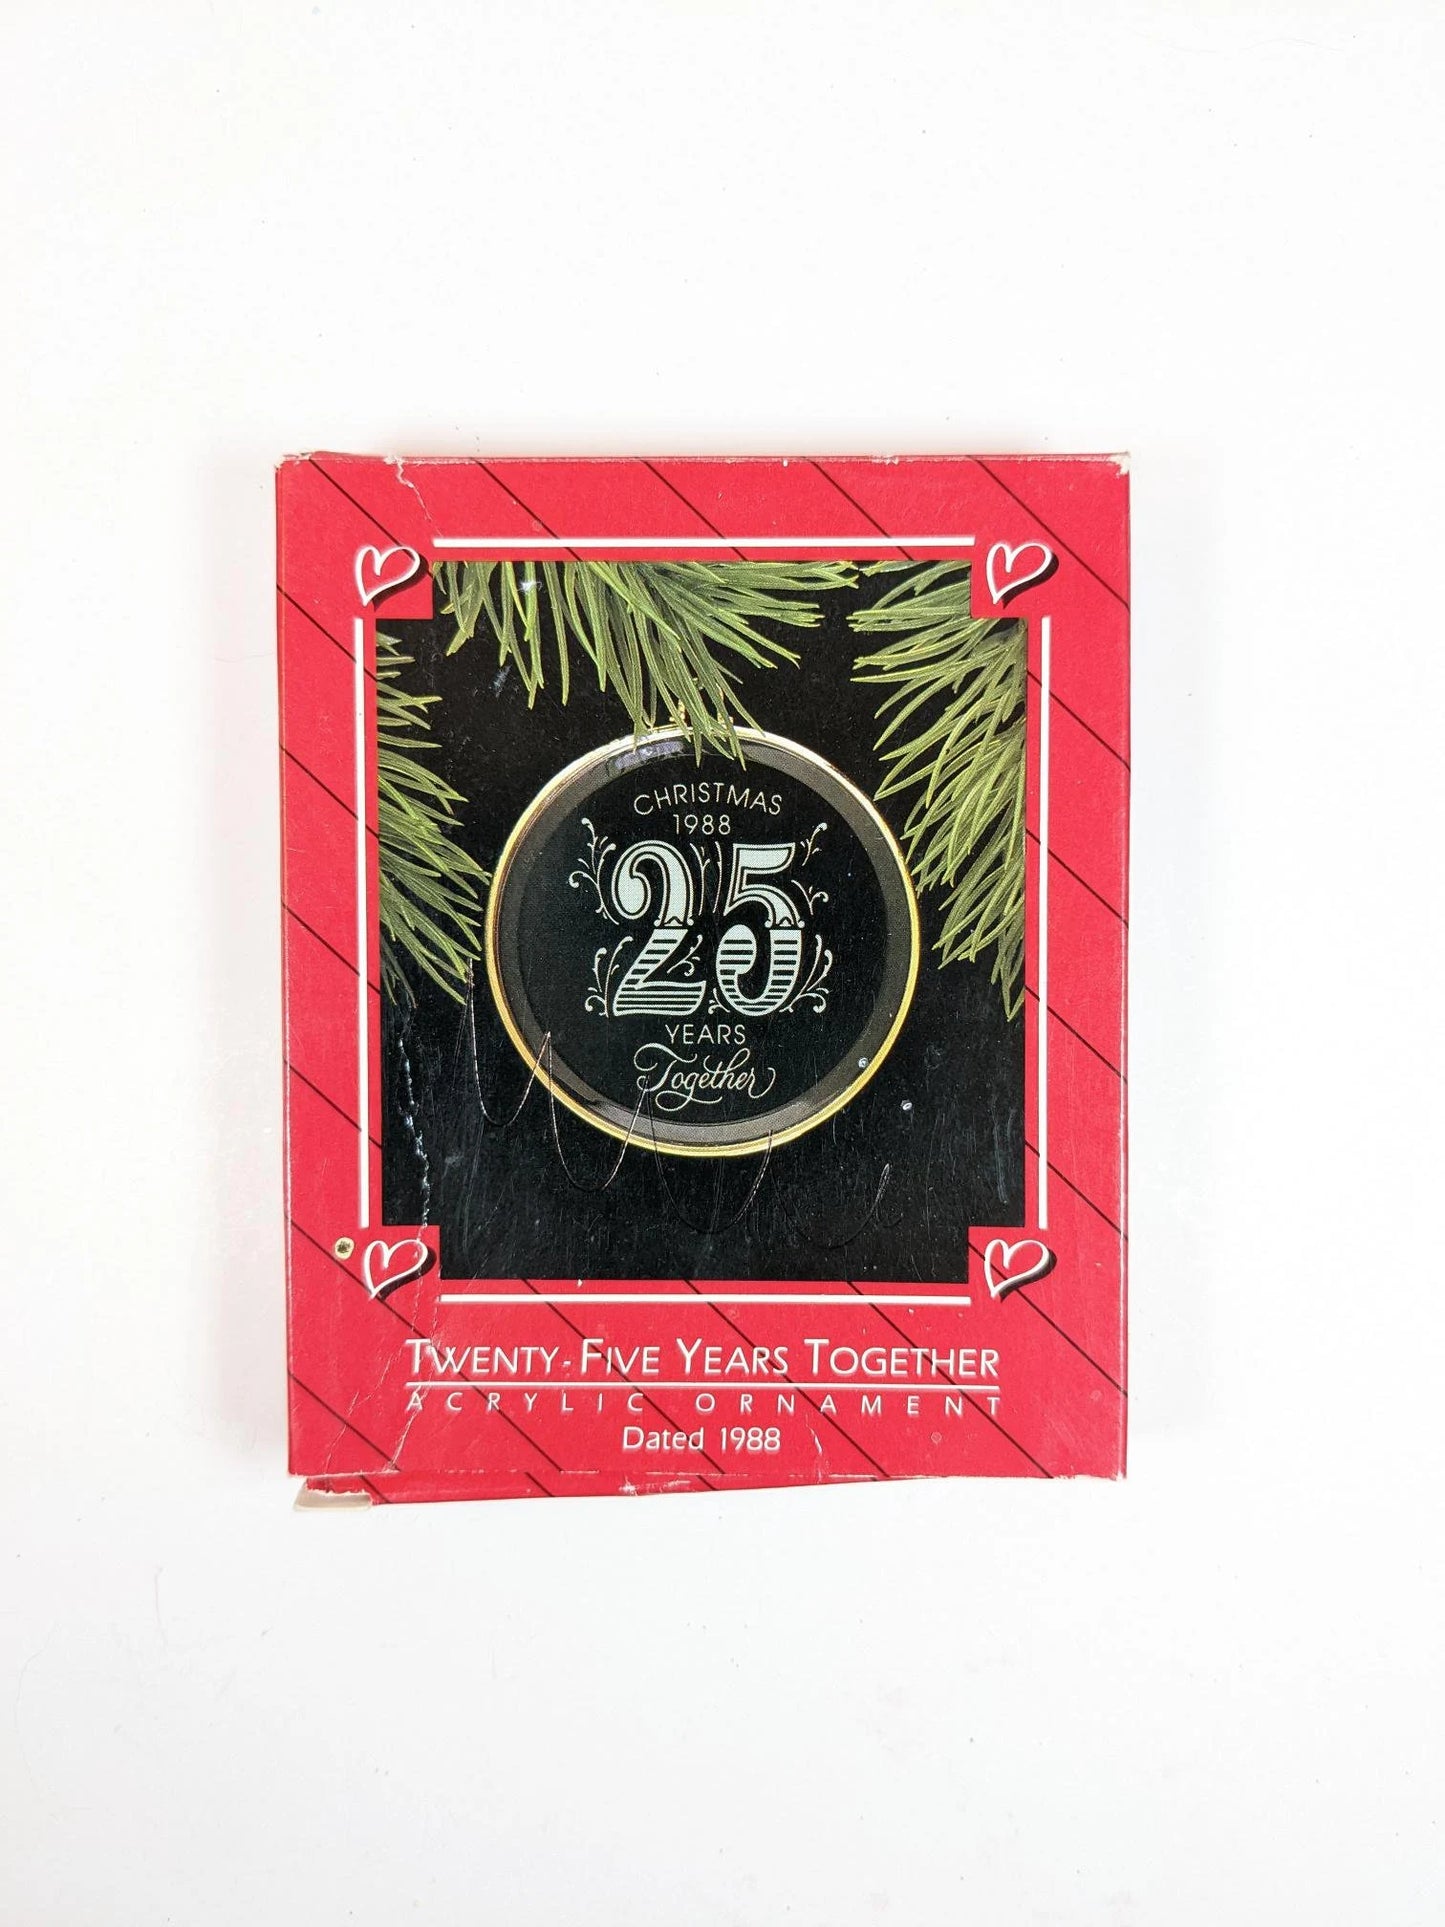 CHRISTMAS
1988
25
YEARS
Together
TWENTY-FIVE YEARS TOGETHER
ACRYLIC ORNAMENT
Dated 1988